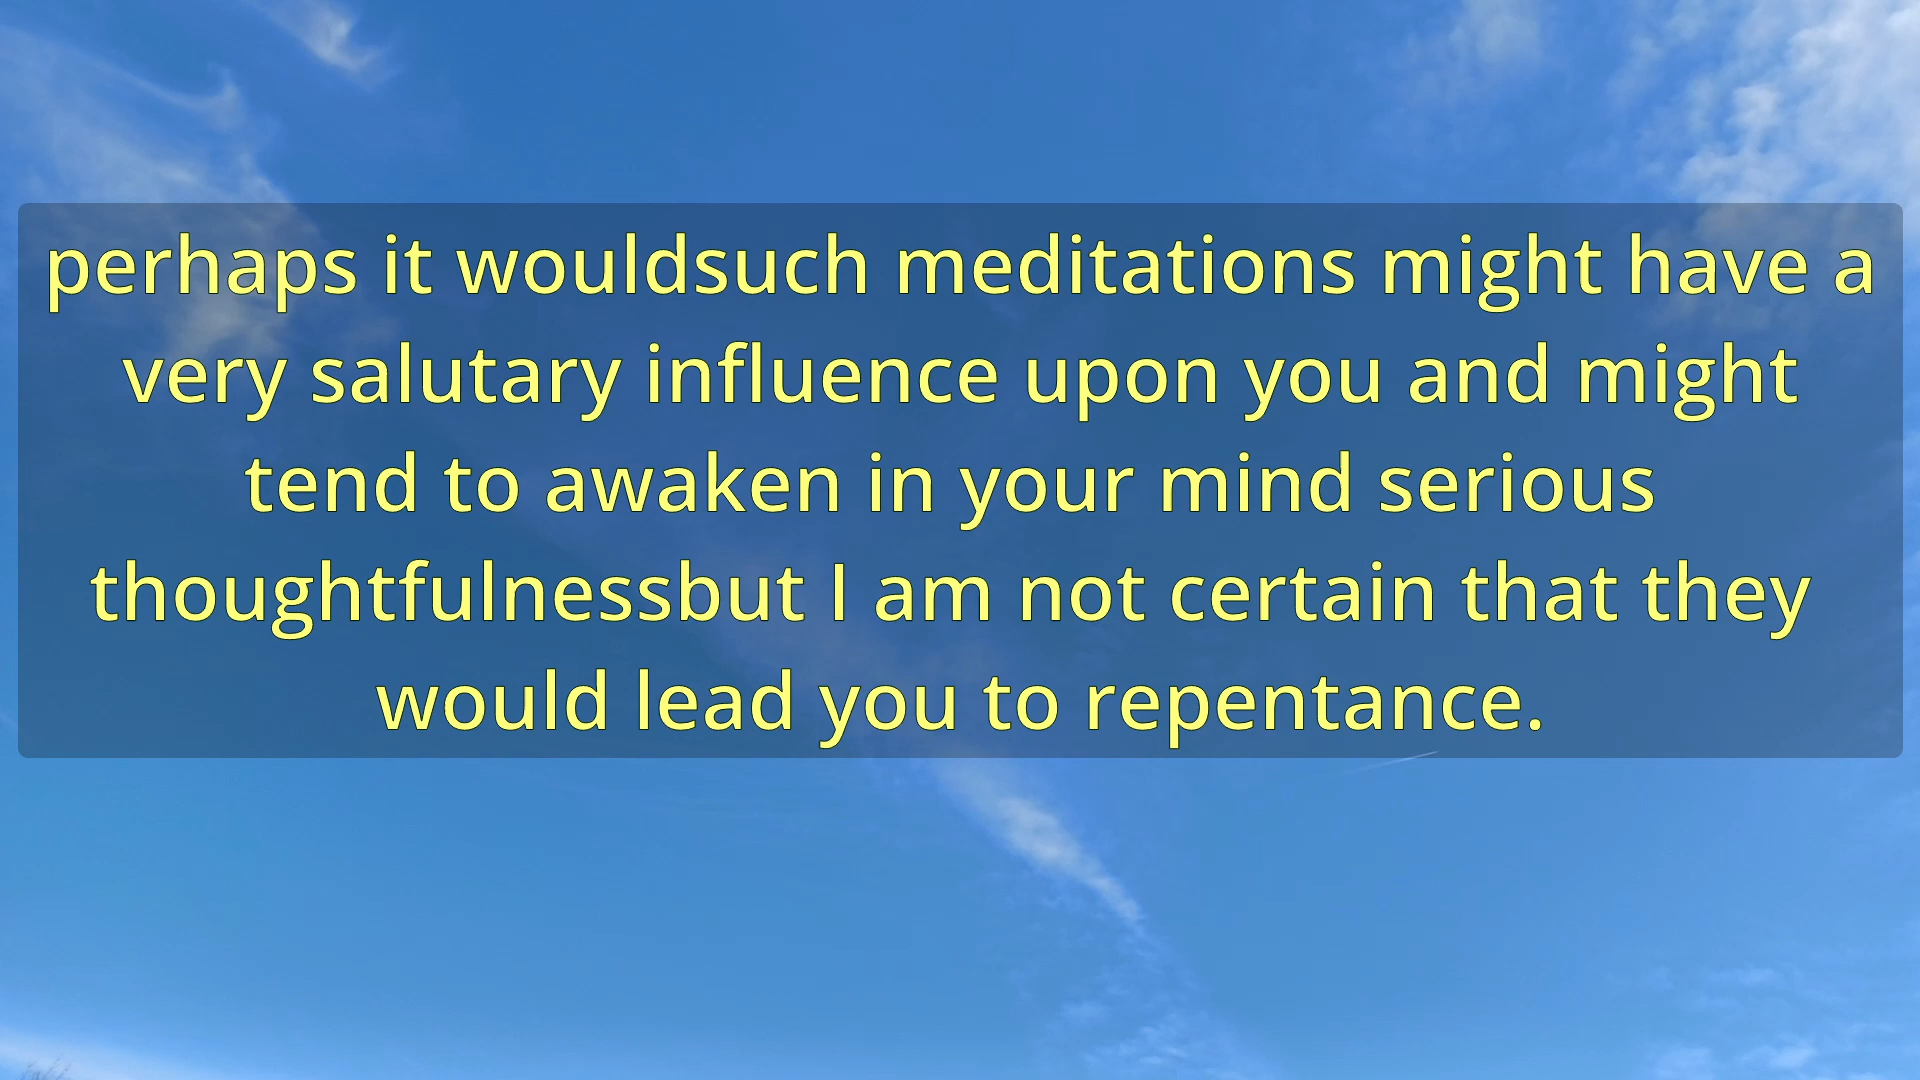 perhaps it wouldsuch meditations might have a
very salutary influence upon you and might
tend to awaken in your mind serious
thoughtfulnessbut I am not certain that they
would lead you to repentance.